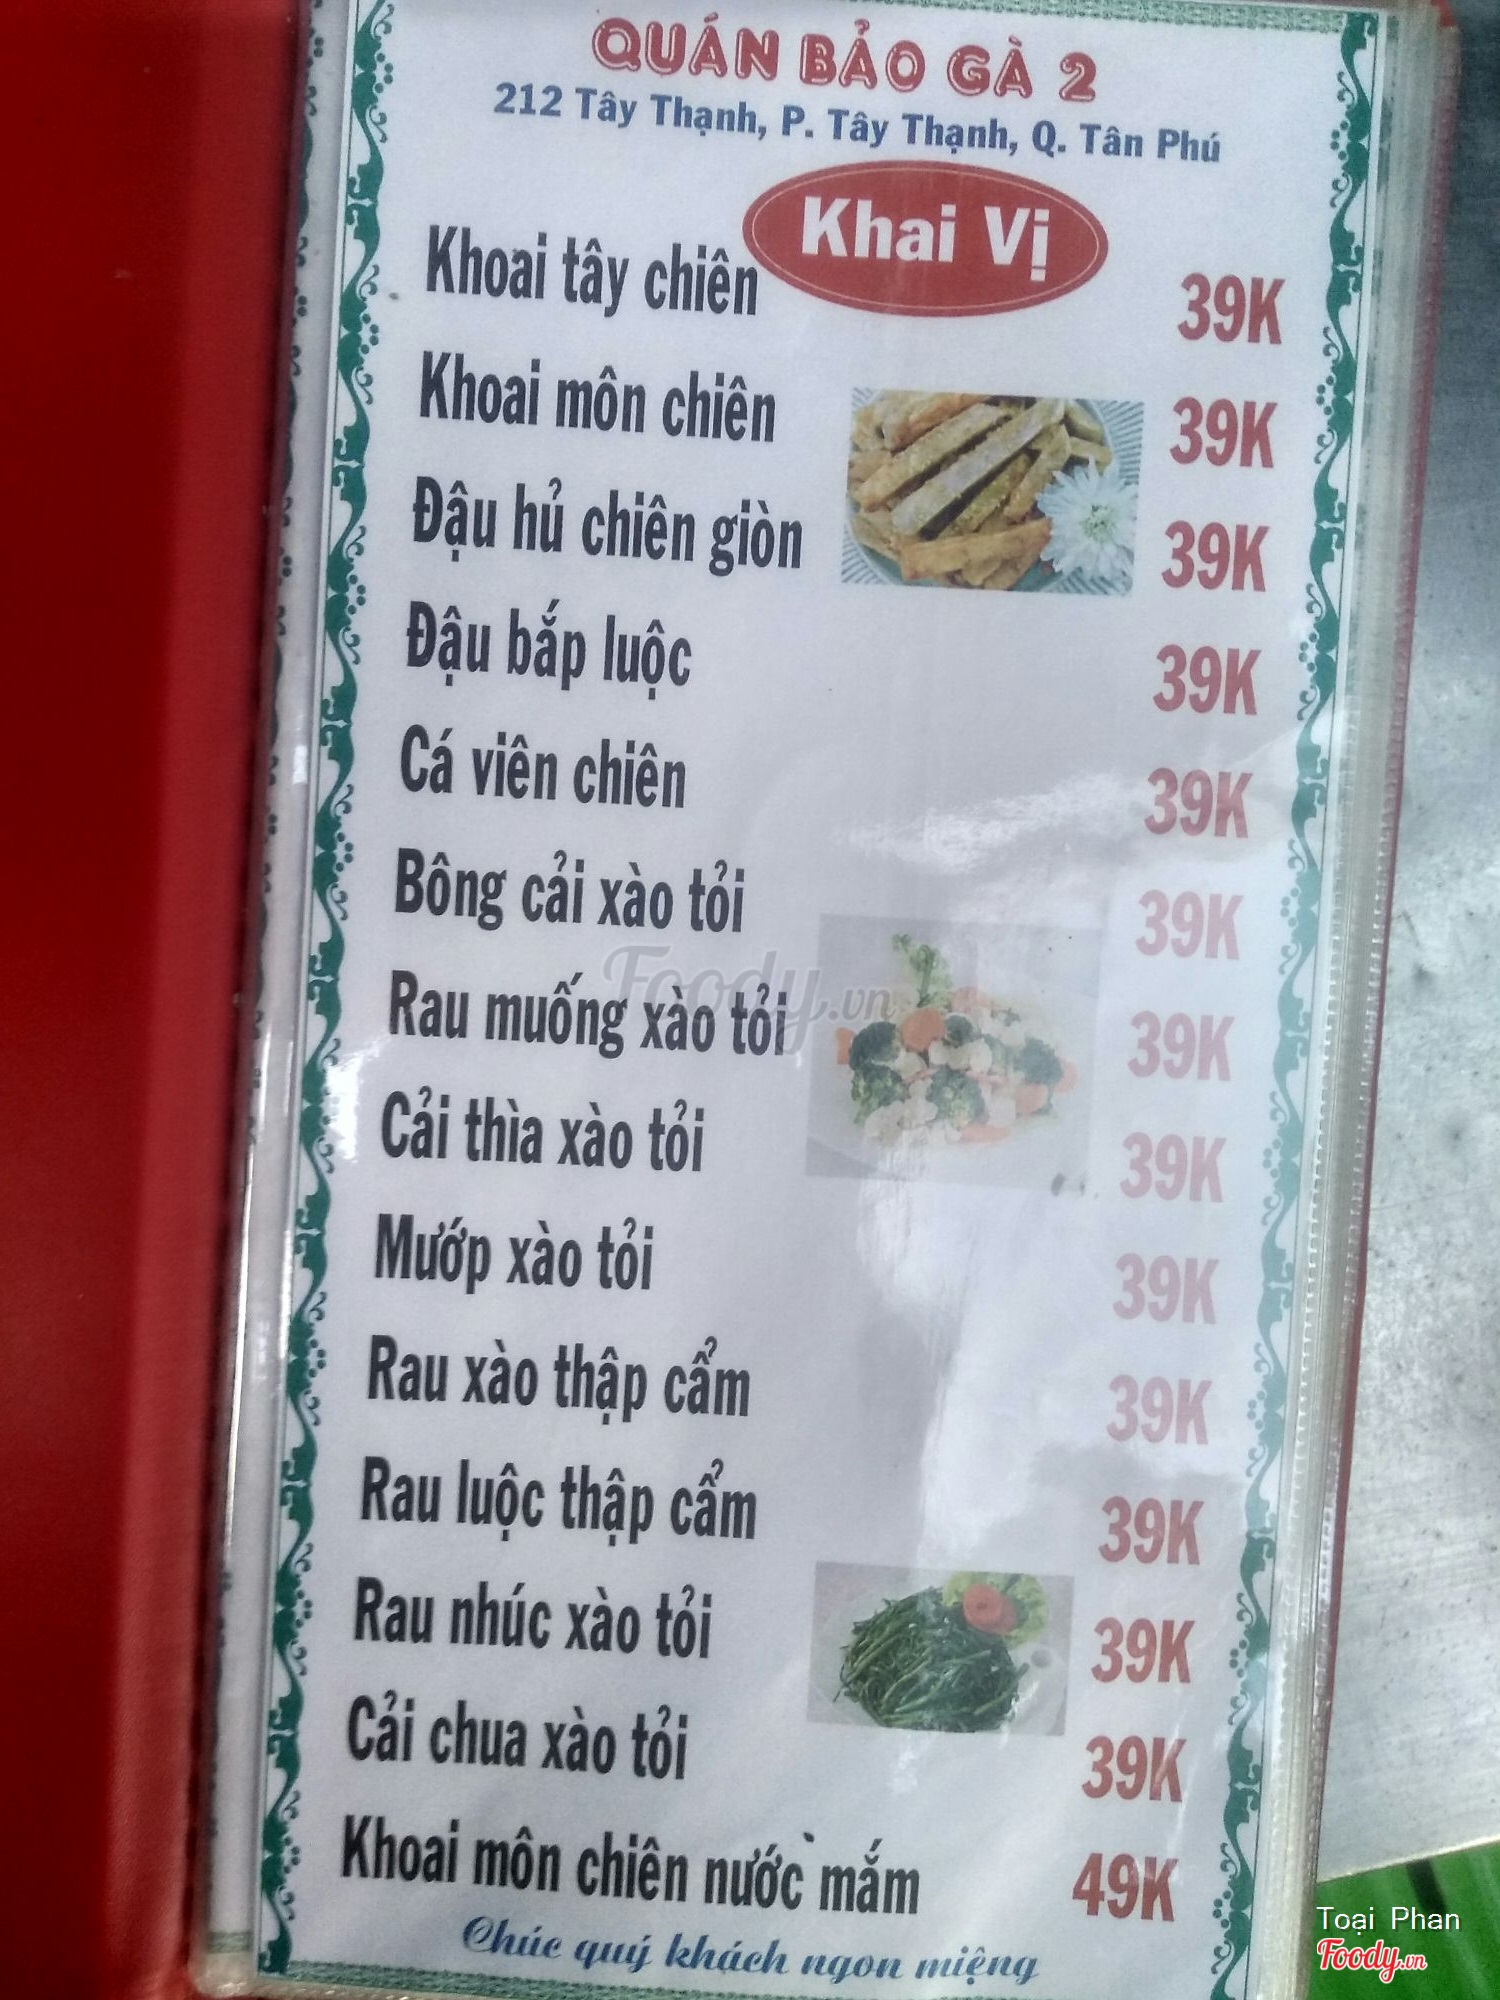 QUÁN BẢO GÀ 2
212 Tây Thạnh, P. Tây Thạnh, Q. Tân Phú
Khai Vị
Khoai tây chiên 39K
Khoai môn chiên 39K
Đậu hủ chiên giòn 39K
Đậu bắp luộc 39K
Cá viên chiên 39K
Bông cải xào tỏi 39K
Rau muống xào tỏi 39K
Cải thìa xào tỏi 39K
Mướp xào tỏi 39K
Rau xào thập cẩm 39K
Rau luộc thập cẩm 39K
Rau nhúc xào tỏi 39K
Cải chua xào tỏi 39K
Khoai môn chiên nước mắm 49K
Chúc quý khách ngon miệng
Foody.vn
Toại Phan
Foody.vn